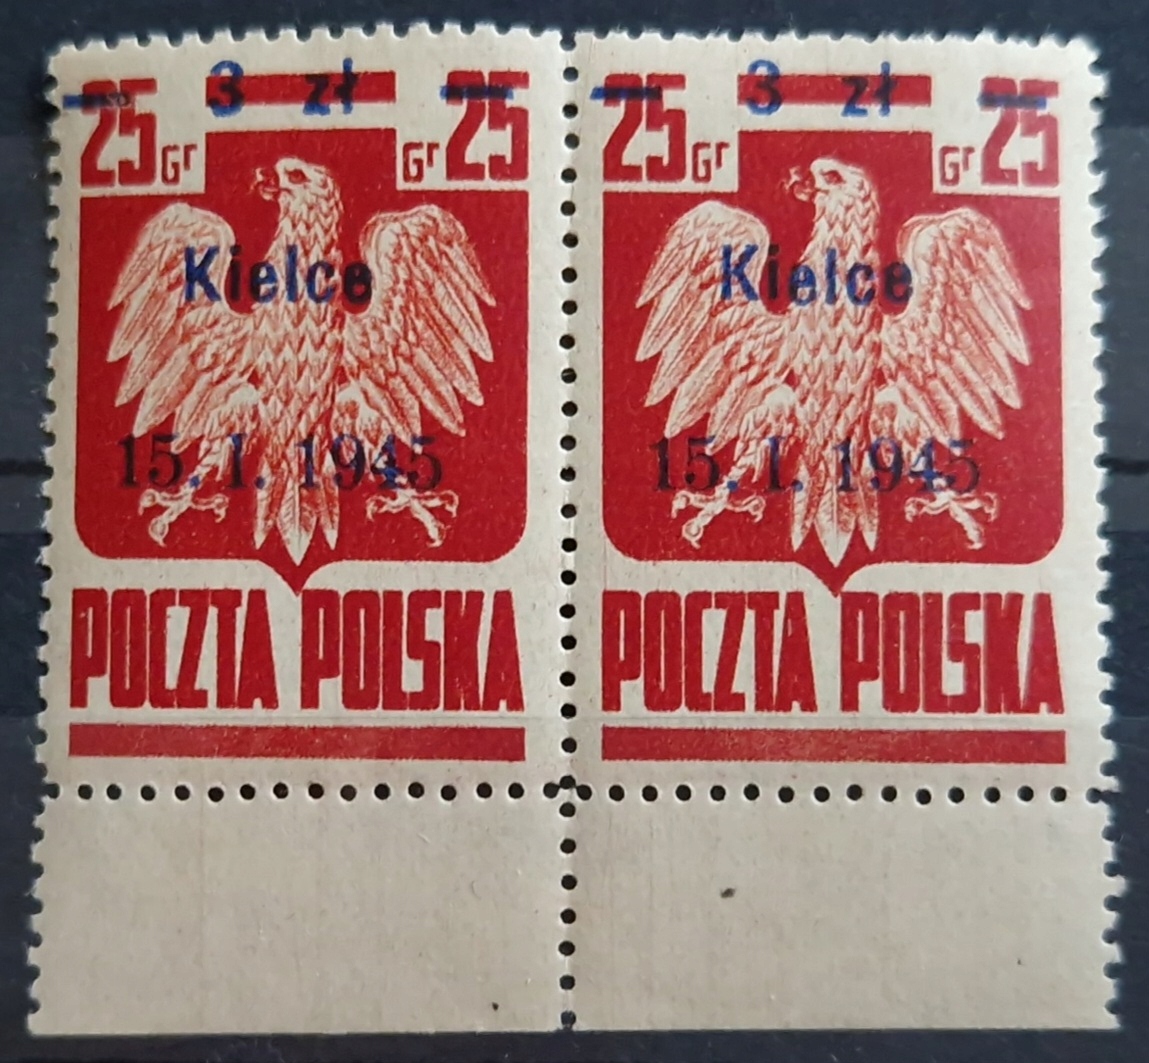 3 zł
25 Gr Gr 25
Kielce
15. I. 1945
POCZTA POLSKA
3 zł
25 Gr Gr 25
Kielce
15. I. 1945
POCZTA POLSKA